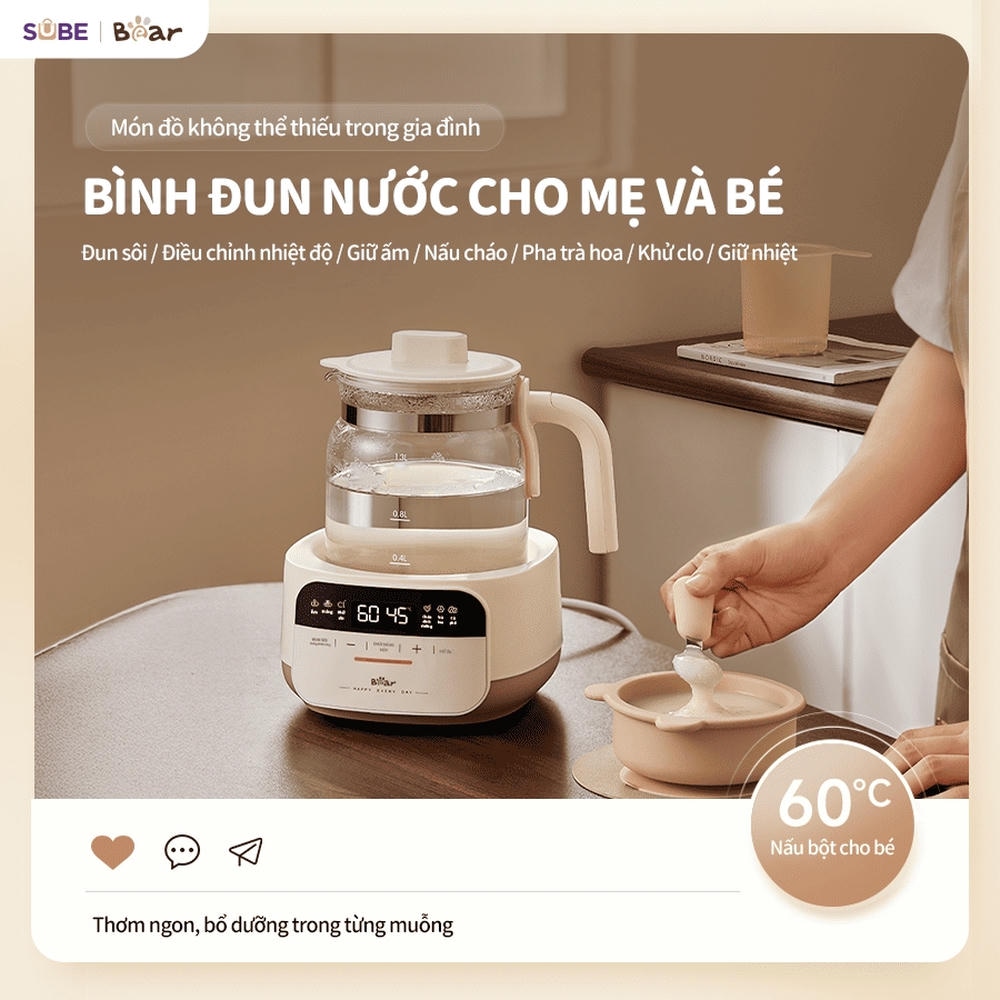 SUBE | Bear
Món đồ không thể thiếu trong gia đình
BÌNH ĐUN NƯỚC CHO MẸ VÀ BÉ
Đun sôi / Điều chỉnh nhiệt độ / Giữ ấm / Nấu cháo / Pha trà hoa / Khử clo / Giữ nhiệt
NORDIC
1.3L
0.8L
0.4L
60 45
− +
Bear
HAPPY EVERY DAY
60°C
Nấu bột cho bé
Thơm ngon, bổ dưỡng trong từng muỗng